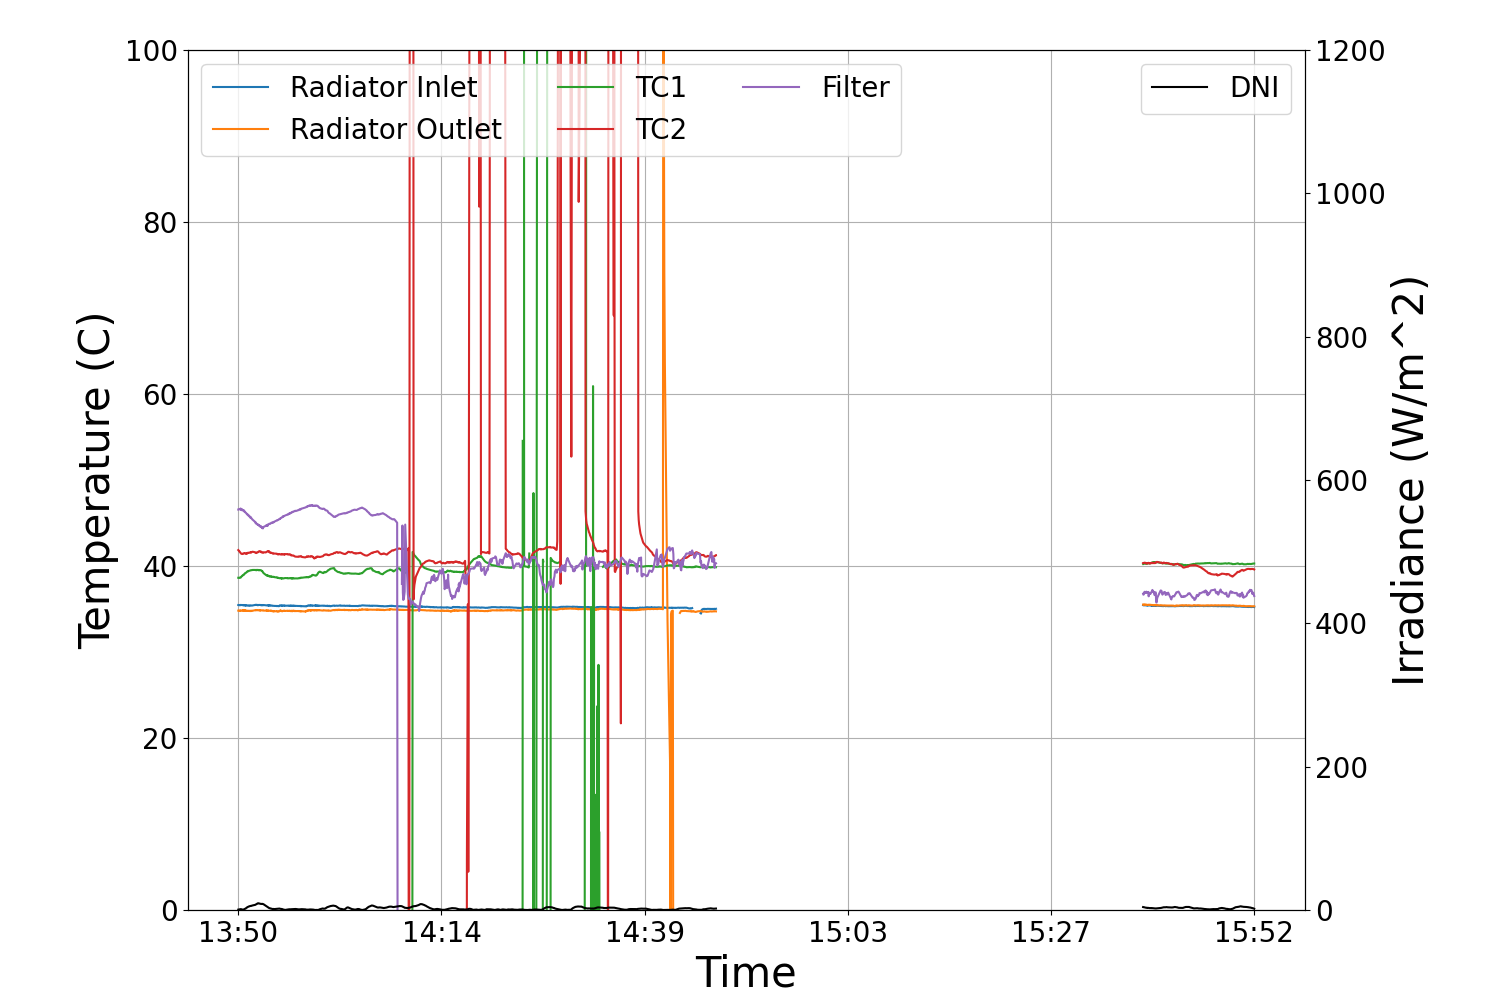 100
80
60
40
20
0
Temperature (C)
Radiator Inlet
Radiator Outlet
TC1
TC2
Filter
DNI
1200
1000
800
600
400
200
0
Irradiance (W/m^2)
13:50
14:14
14:39
15:03
15:27
15:52
Time